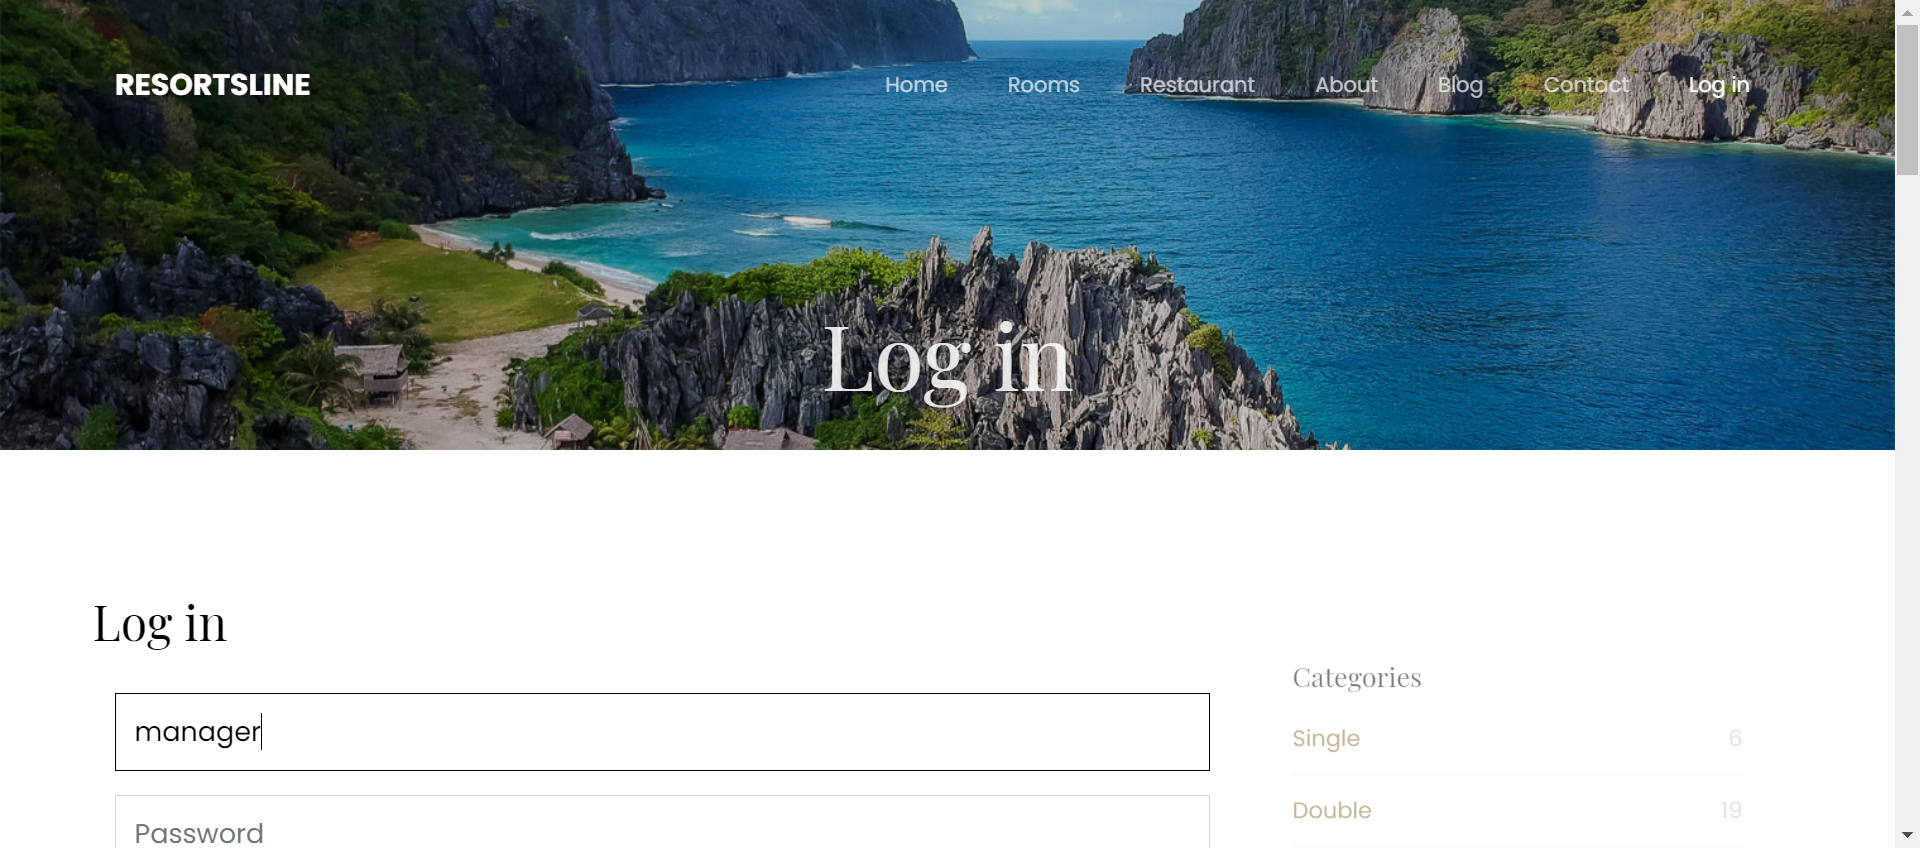 RESORTSLINE
Home Rooms Restaurant About Blog Contact Log in
Log in
Log in
manager
Password
Categories
Single 6
Double 19